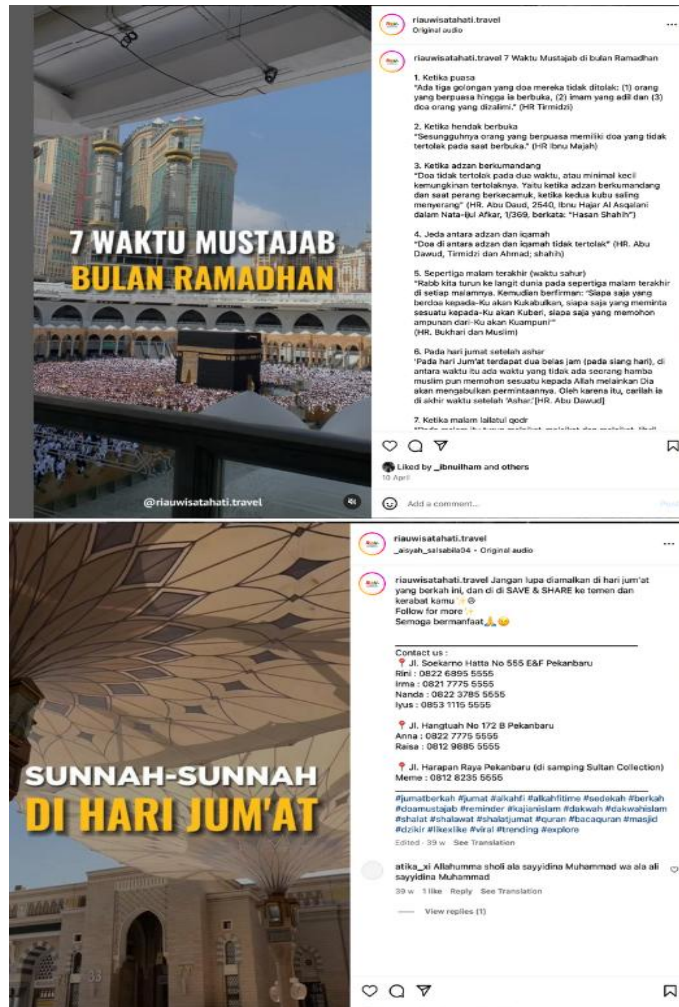 7 WAKTU MUSTAJAB
BULAN RAMADHAN
@riauwisatahati.travel
riauwisatahati.travel
Original audio
riauwisatahati.travel 7 Waktu Mustajab di bulan Ramadhan
1. Ketika puasa
"Ada tiga golongan yang doa mereka tidak ditolak: (1) orang
yang berpuasa hingga ia berbuka, (2) imam yang adil dan (3)
doa orang yang dizalimi." (HR Tirmidzi)
2. Ketika hendak berbuka
"Sesungguhnya orang yang berpuasa memiliki doa yang tidak
tertolak pada saat berbuka." (HR Ibnu Majah)
3. Ketika adzan berkumandang
"Doa tidak tertolak pada dua waktu, atau minimal kecil
kemungkinan tertolaknya. Yaitu ketika adzan berkumandang
dan saat perang berkecamuk, ketika kedua kubu saling
menyerang" (HR. Abu Daud, 2540, Ibnu Hajar Al Asqalani
dalam Nata-ijul Afkar, 1/369, berkata: "Hasan Shahih")
4. Jeda antara adzan dan iqamah
"Doe di antara adzan dan iqamah tidak tertolak" (HR. Abu
Dawud, Tirmidzi dan Ahmad; shahih)
5. Sepertiga malam terakhir (waktu sahur)
"Rabb kita turun ke langit dunia pada sepertiga malam terakhir
di setiap malamnya. Kemudian berfirman: "Siapa saja yang
berdoa kepada-Ku akan Kukabulkan, siapa saja yang meminta
sesuatu kepada-Ku akan Kuberi, siapa saja yang memohon
ampunan dari-Ku akan Kuampuni""
(HR. Bukhari dan Muslim)
6. Pada hari jumat setelah ashar
'Pada hari Jum'at terdapat dua belas jam (pada siang hari), di
antara waktu itu ada waktu yang tidak ada seorang hamba
muslim pun memohon sesuatu kepada Allah melainkan Dia
akan mengabulkan permintaannya. Oleh karena itu, carilah ia
di akhir waktu setelah 'Ashar.'[HR. Abu Dawud]
7. Ketika malam lailatul qodr
Liked by _ibnuilham and others
10 April
Add a comment...
Post
SUNNAH-SUNNAH
DI HARI JUM'AT
33
riauwisatahati.travel
_aisyah_salsabila04 • Original audio
riauwisatahati.travel Jangan lupa diamalkan di hari jum'at
yang berkah ini, dan di di SAVE & SHARE ke temen dan
kerabat kamu ✨😊
Follow for more✨
Semoga bermanfaat🙏😊
Contact us :
📍 Jl. Soekarno Hatta No 555 E&F Pekanbaru
Rini : 0822 6895 5555
Irma : 0821 7775 5555
Nanda : 0822 3785 5555
Iyus : 0853 1115 5555
📍 Jl. Hangtuah No 172 B Pekanbaru
Anna : 0822 7775 5555
Raisa : 0812 9885 5555
📍 Jl. Harapan Raya Pekanbaru (di samping Sultan Collection)
Meme : 0812 8235 5555
#jumatberkah #jumat #alkahfi #alkahfitime #sedekah #berkah
#doamustajab #reminder #kajianislam #dakwah #dakwahislam
#shalat #shalawat #shalatjumat #quran #bacaquran #masjid
#dzikir #likexlike #viral #trending #explore
Edited · 39 w See Translation
atika_xi Allahumma sholi ala sayyidina Muhammad wa ala ali
sayyidina Muhammad
39 w 1 like Reply See Translation
View replies (1)